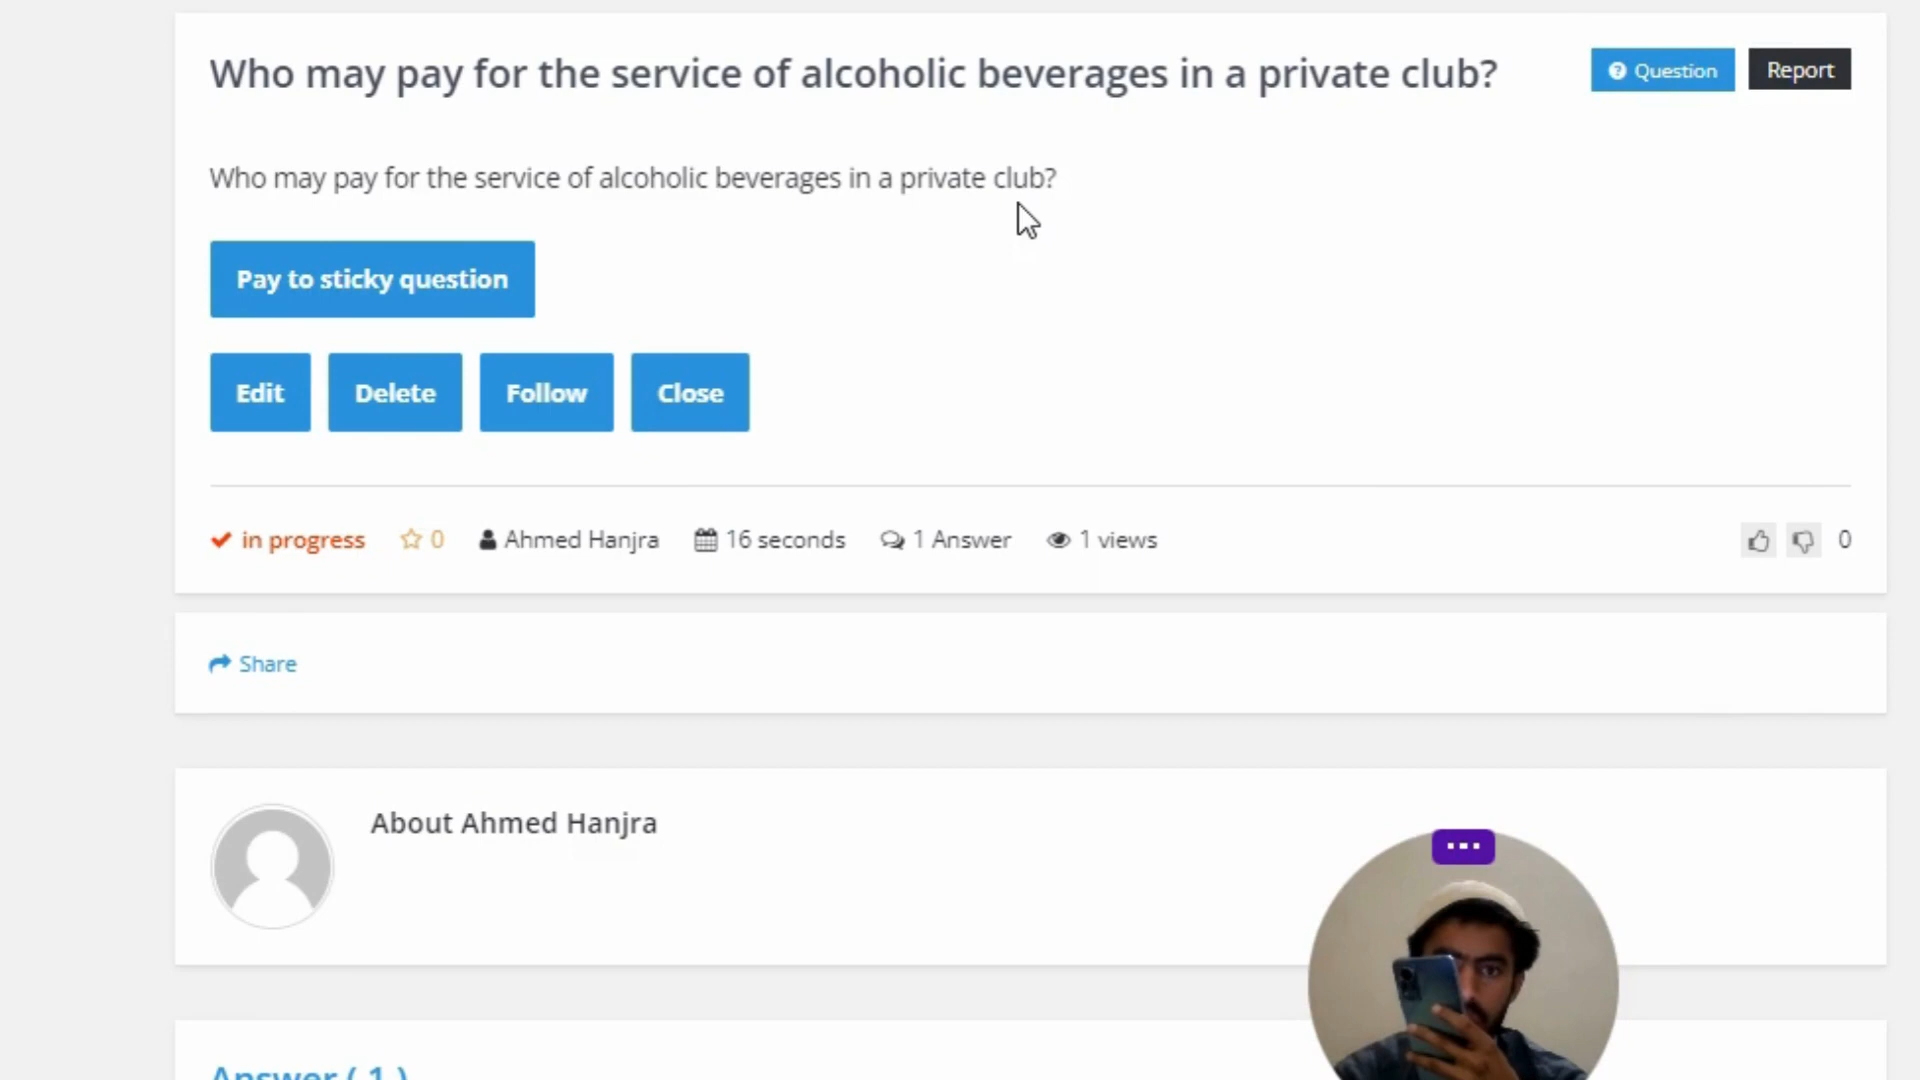 Who may pay for the service of alcoholic beverages in a private club?
Question
Report
Who may pay for the service of alcoholic beverages in a private club?
Pay to sticky question
Edit
Delete
Follow
Close
in progress
0
Ahmed Hanjra
16 seconds
1 Answer
1 views
0
Share
About Ahmed Hanjra
Answer ( 1 )